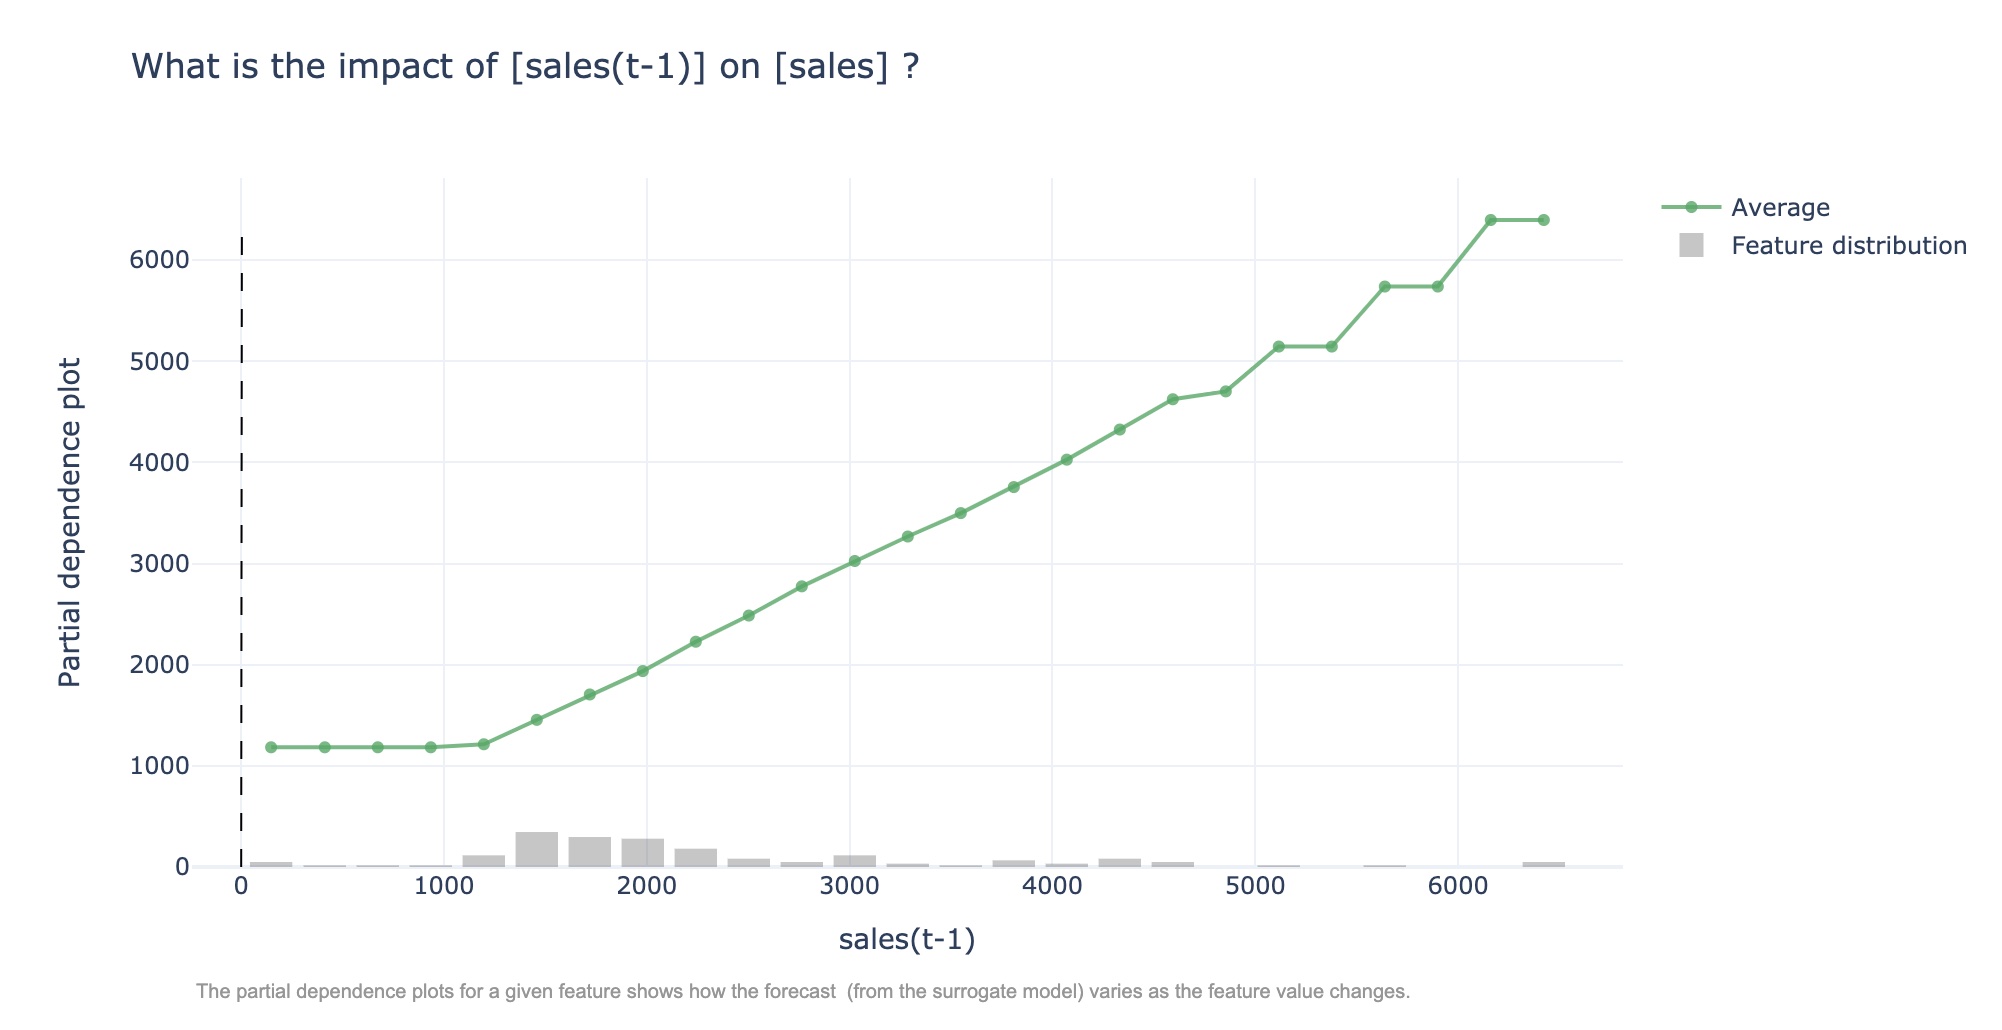 What is the impact of [sales(t-1)] on [sales] ?
Average
Feature distribution
Partial dependence plot
6000
5000
4000
3000
2000
1000
0
0 1000 2000 3000 4000 5000 6000
sales(t-1)
The partial dependence plots for a given feature shows how the forecast  (from the surrogate model) varies as the feature value changes.